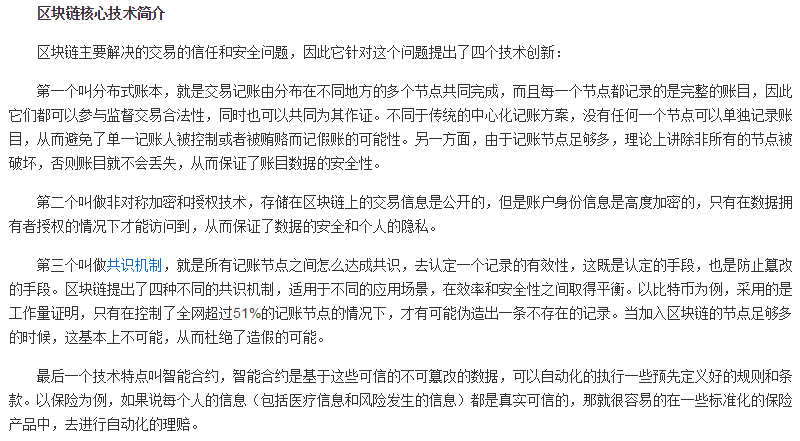 区块链核心技术简介
区块链主要解决的交易的信任和安全问题，因此它针对这个问题提出了四个技术创新：
第一个叫分布式账本，就是交易记账由分布在不同地方的多个节点共同完成，而且每一个节点都记录的是完整的账目，因此
它们都可以参与监督交易合法性，同时也可以共同为其作证。不同于传统的中心化记账方案，没有任何一个节点可以单独记录账
目，从而避免了单一记账人被控制或者被贿赂而记假账的可能性。另一方面，由于记账节点足够多，理论上讲除非所有的节点被
破坏，否则账目就不会丢失，从而保证了账目数据的安全性。
第二个叫做非对称加密和授权技术，存储在区块链上的交易信息是公开的，但是账户身份信息是高度加密的，只有在数据拥
有者授权的情况下才能访问到，从而保证了数据的安全和个人的隐私。
第三个叫做共识机制，就是所有记账节点之间怎么达成共识，去认定一个记录的有效性，这既是认定的手段，也是防止篡改
的手段。区块链提出了四种不同的共识机制，适用于不同的应用场景，在效率和安全性之间取得平衡。以比特币为例，采用的是
工作量证明，只有在控制了全网超过51%的记账节点的情况下，才有可能伪造出一条不存在的记录。当加入区块链的节点足够多
的时候，这基本上不可能，从而杜绝了造假的可能。
最后一个技术特点叫智能合约，智能合约是基于这些可信的不可篡改的数据，可以自动化的执行一些预先定义好的规则和条
款。以保险为例，如果说每个人的信息（包括医疗信息和风险发生的信息）都是真实可信的，那就很容易的在一些标准化的保险
产品中，去进行自动化的理赔。